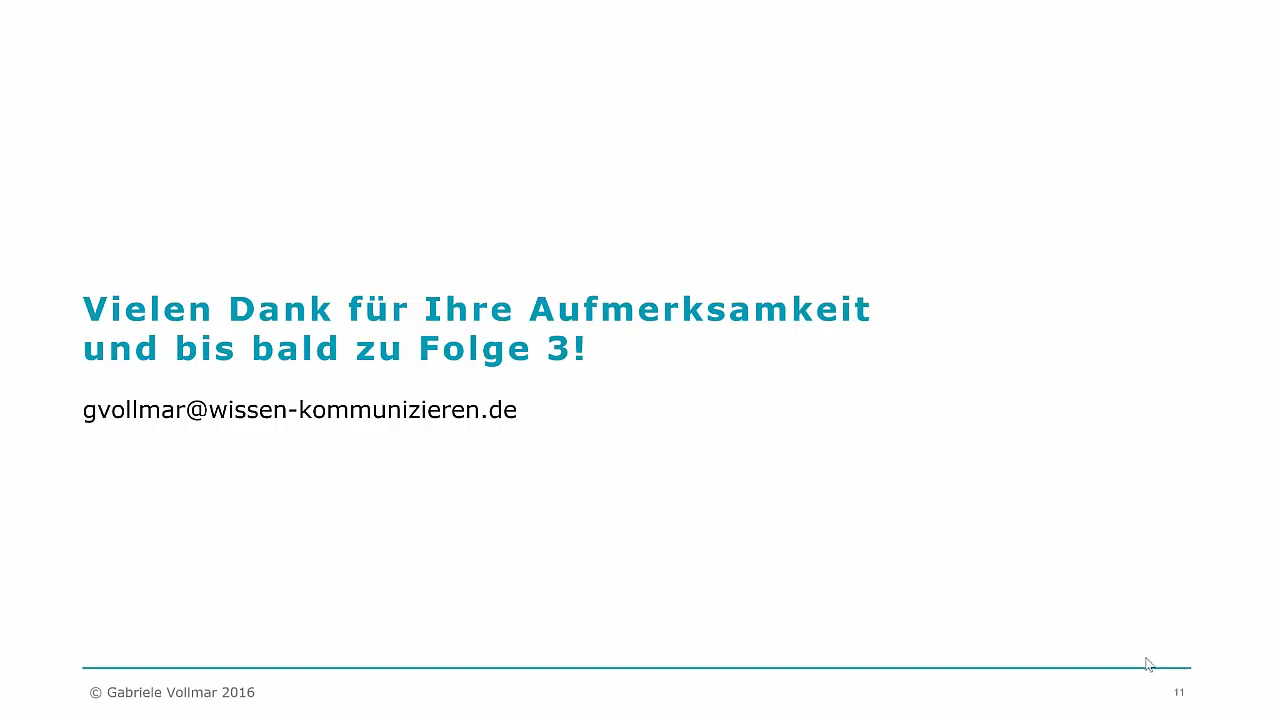 Vielen Dank für Ihre Aufmerksamkeit
und bis bald zu Folge 3!
gvollmar@wissen-kommunizieren.de
© Gabriele Vollmar 2016
11